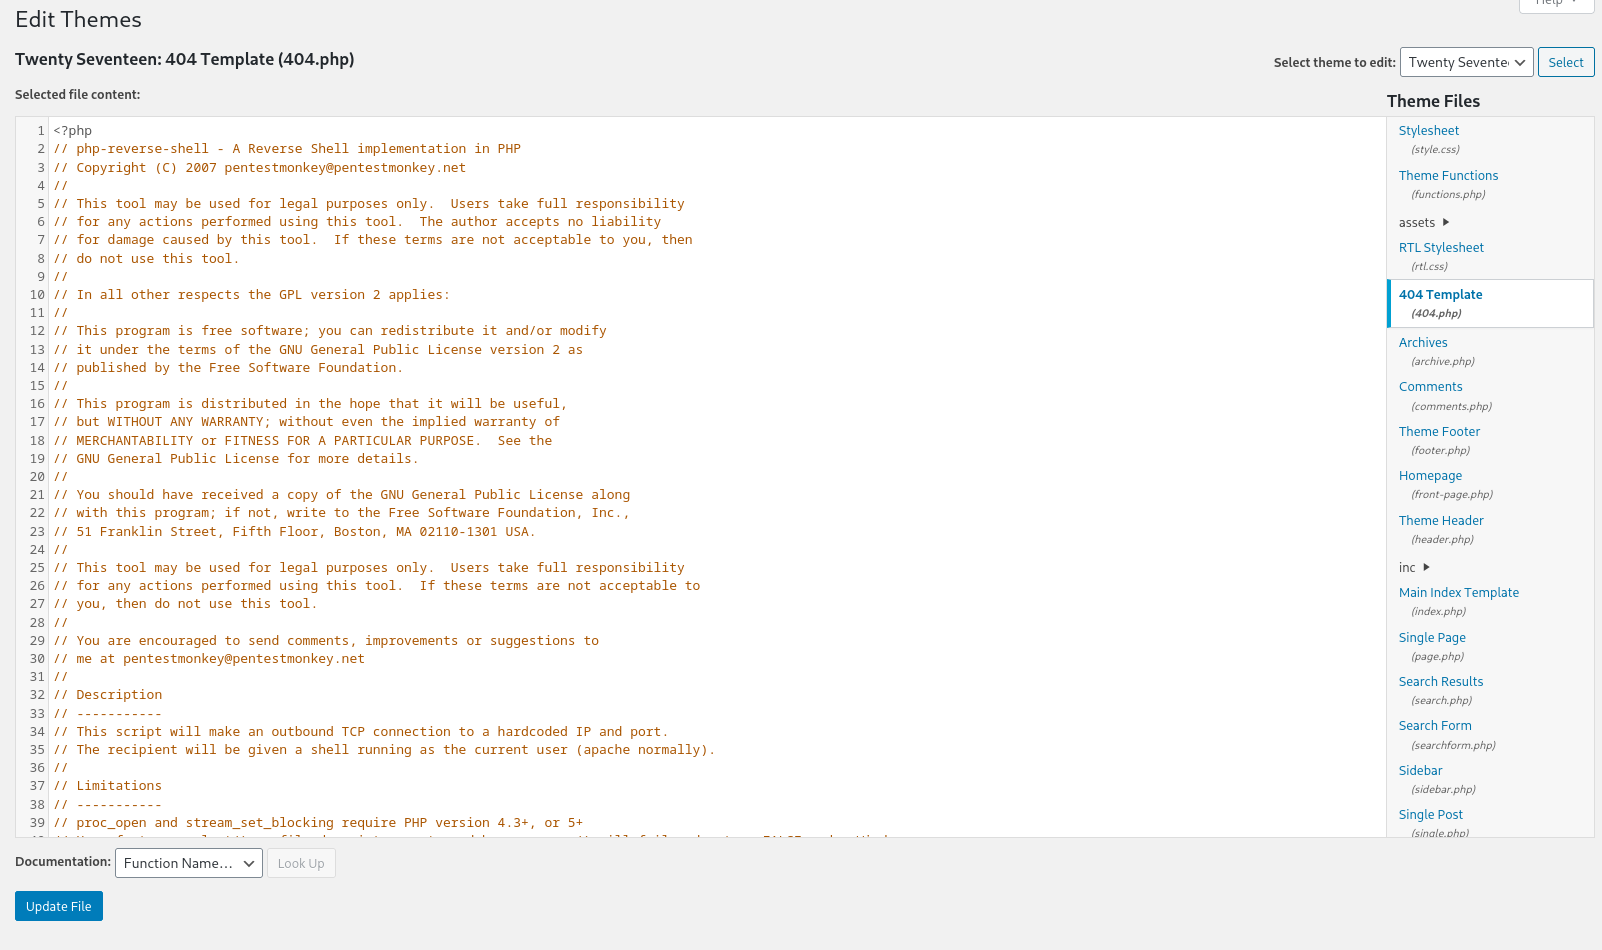 Help
Edit Themes
Twenty Seventeen: 404 Template (404.php)
Select theme to edit: Twenty Sevente Select
Selected file content:
Theme Files
1 <?php
2 // php-reverse-shell - A Reverse Shell implementation in PHP
3 // Copyright (C) 2007 pentestmonkey@pentestmonkey.net
4 //
5 // This tool may be used for legal purposes only.  Users take full responsibility
6 // for any actions performed using this tool.  The author accepts no liability
7 // for damage caused by this tool.  If these terms are not acceptable to you, then
8 // do not use this tool.
9 //
10 // In all other respects the GPL version 2 applies:
11 //
12 // This program is free software; you can redistribute it and/or modify
13 // it under the terms of the GNU General Public License version 2 as
14 // published by the Free Software Foundation.
15 //
16 // This program is distributed in the hope that it will be useful,
17 // but WITHOUT ANY WARRANTY; without even the implied warranty of
18 // MERCHANTABILITY or FITNESS FOR A PARTICULAR PURPOSE.  See the
19 // GNU General Public License for more details.
20 //
21 // You should have received a copy of the GNU General Public License along
22 // with this program; if not, write to the Free Software Foundation, Inc.,
23 // 51 Franklin Street, Fifth Floor, Boston, MA 02110-1301 USA.
24 //
25 // This tool may be used for legal purposes only.  Users take full responsibility
26 // for any actions performed using this tool.  If these terms are not acceptable to
27 // you, then do not use this tool.
28 //
29 // You are encouraged to send comments, improvements or suggestions to
30 // me at pentestmonkey@pentestmonkey.net
31 //
32 // Description
33 // -----------
34 // This script will make an outbound TCP connection to a hardcoded IP and port.
35 // The recipient will be given a shell running as the current user (apache normally).
36 //
37 // Limitations
38 // -----------
39 // proc_open and stream_set_blocking require PHP version 4.3+, or 5+
Stylesheet
(style.css)
Theme Functions
(functions.php)
assets
RTL Stylesheet
(rtl.css)
404 Template
(404.php)
Archives
(archive.php)
Comments
(comments.php)
Theme Footer
(footer.php)
Homepage
(front-page.php)
Theme Header
(header.php)
inc
Main Index Template
(index.php)
Single Page
(page.php)
Search Results
(search.php)
Search Form
(searchform.php)
Sidebar
(sidebar.php)
Single Post
(single.php)
Documentation: Function Name... Look Up
Update File